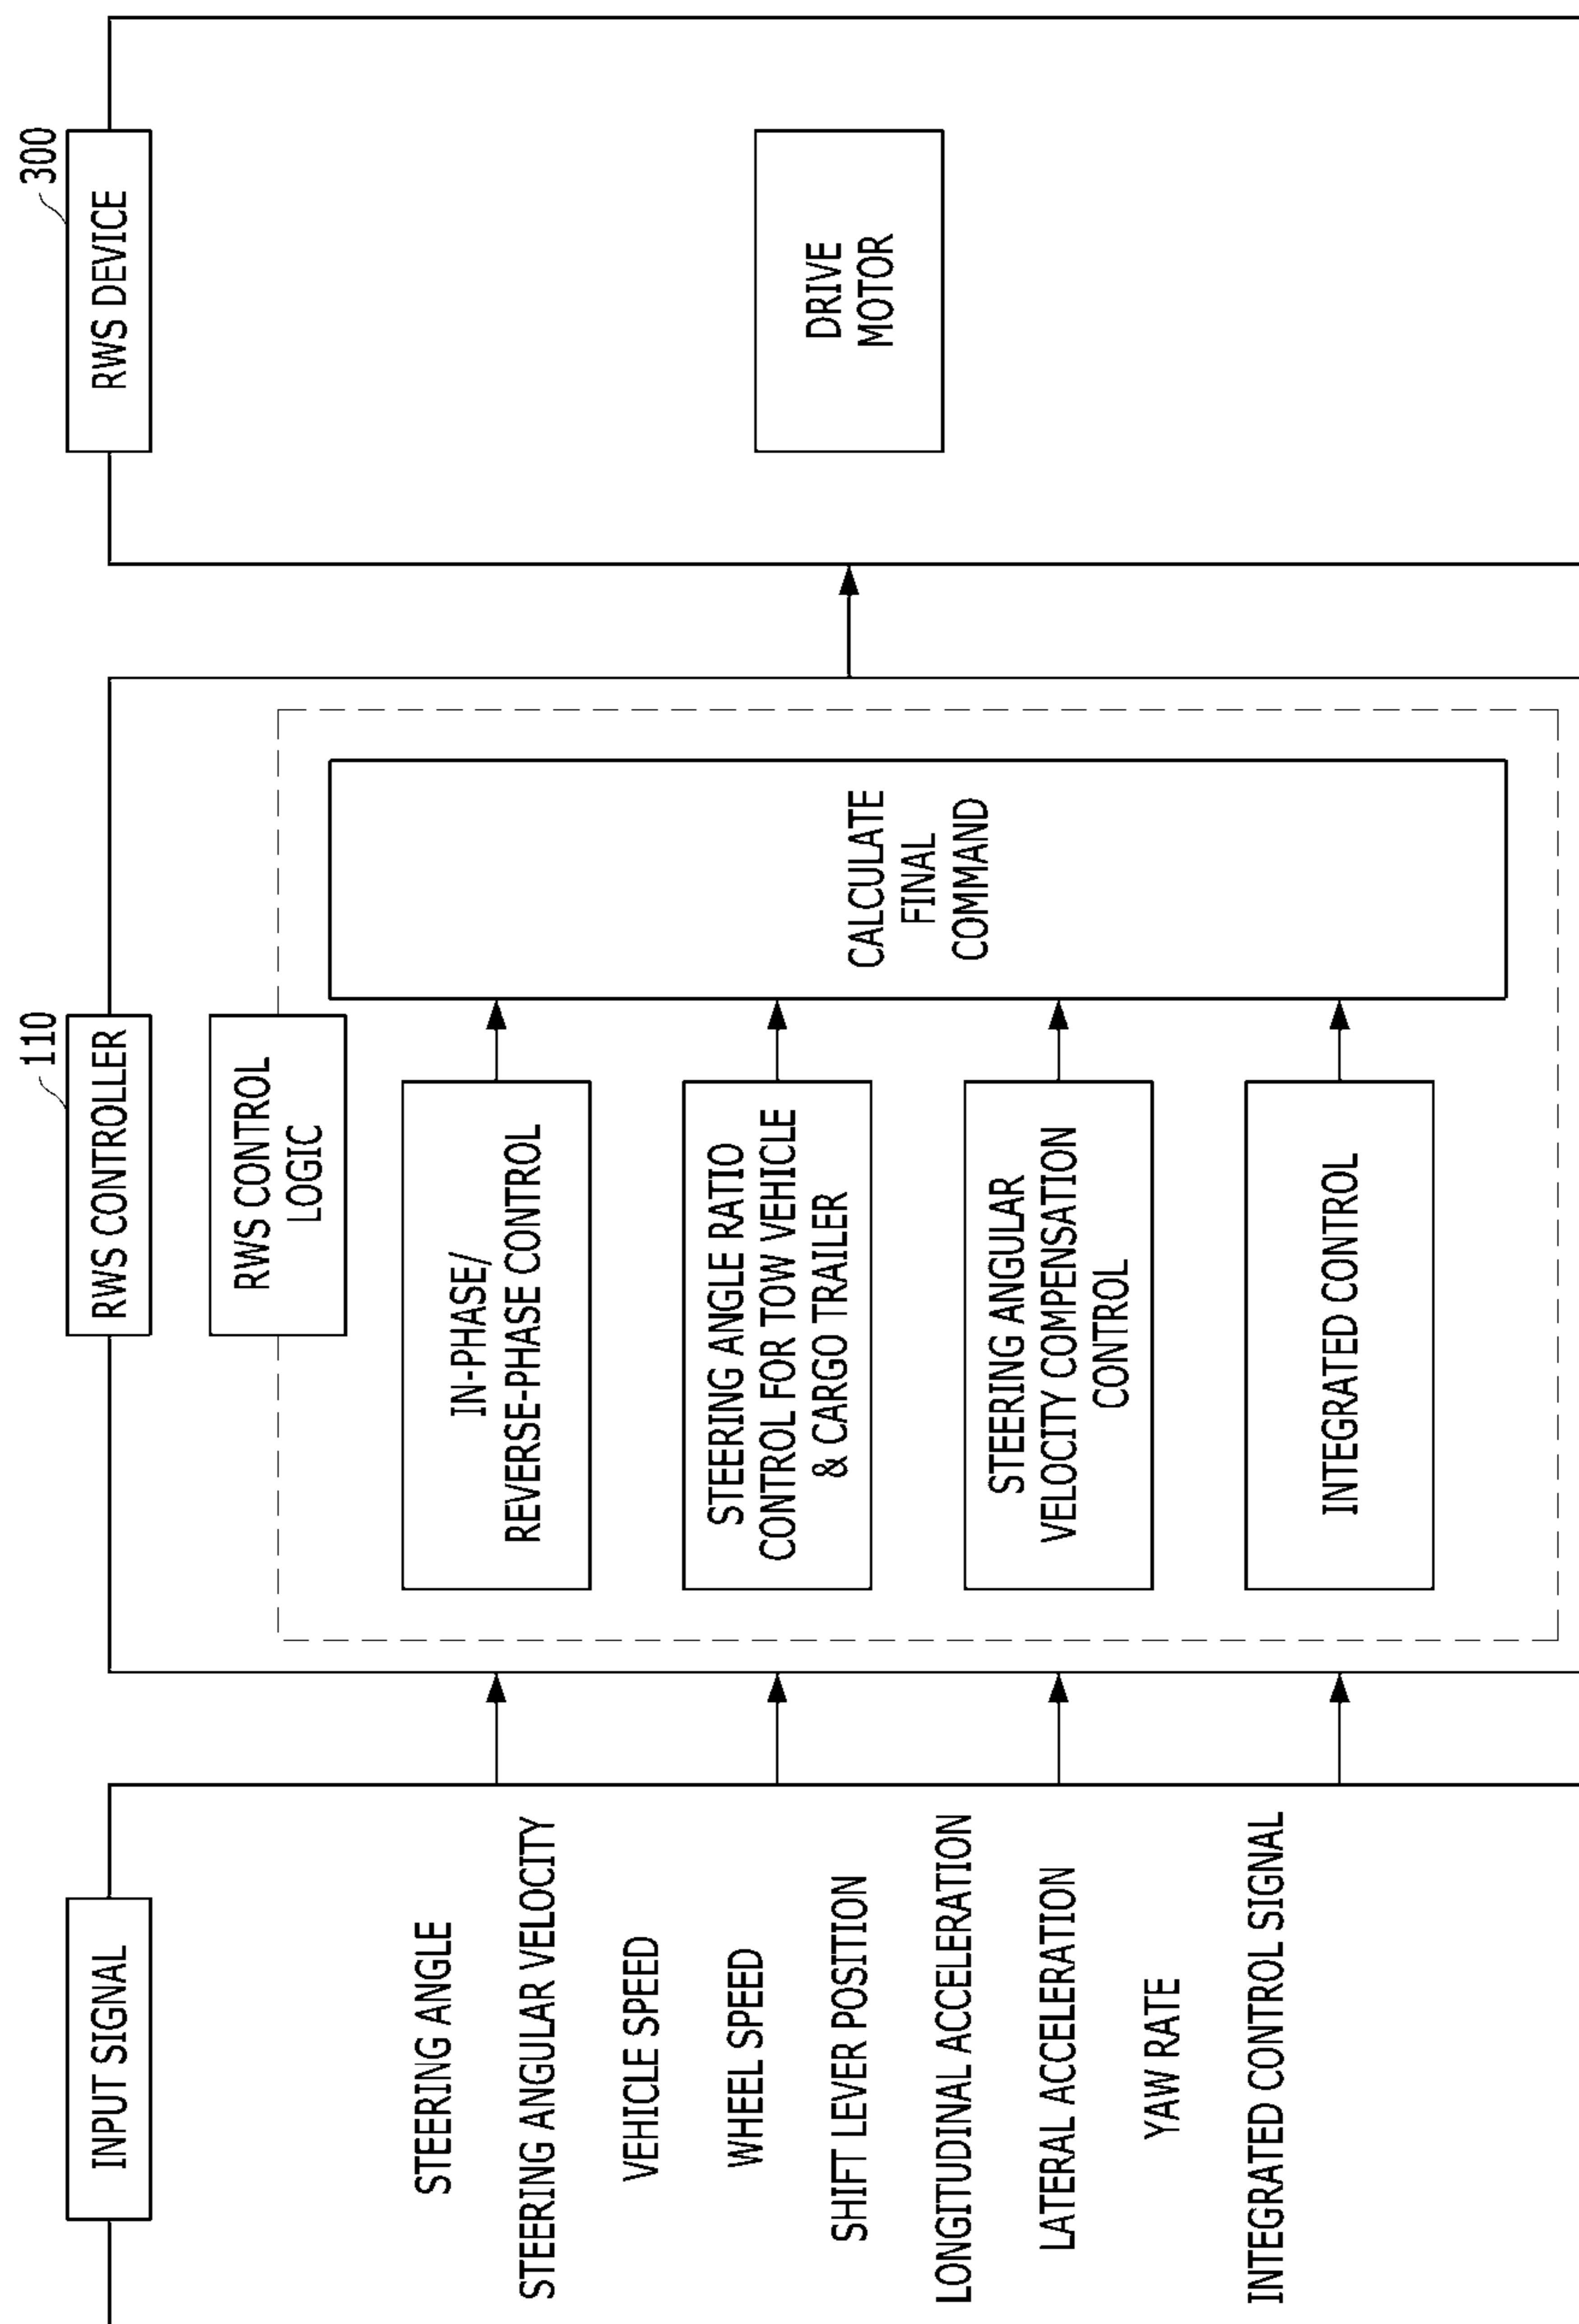 INPUT SIGNAL
STEERING ANGLE
STEERING ANGULAR VELOCITY
VEHICLE SPEED
WHEEL SPEED
SHIFT LEVER POSITION
LONGITUDINAL ACCELERATION
LATERAL ACCELERATION
YAW RATE
INTEGRATED CONTROL SIGNAL
110
RWS CONTROLLER
RWS CONTROL
LOGIC
IN-PHASE/
REVERSE-PHASE CONTROL
STEERING ANGLE RATIO
CONTROL FOR TOW VEHICLE
& CARGO TRAILER
STEERING ANGULAR
VELOCITY COMPENSATION
CONTROL
INTEGRATED CONTROL
CALCULATE
FINAL
COMMAND
300
RWS DEVICE
DRIVE
MOTOR